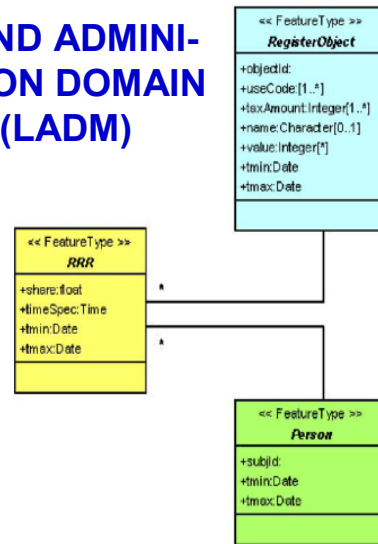 ND ADMINI-
ON DOMAIN
(LADM)
<< FeatureType >>
RegisterObject
+objectId:
+useCode:[1..*]
+taxAmount:Integer[1..*]
+name:Character[0..1]
+value:Integer[*]
+tmin:Date
+tmax:Date
<< FeatureType >>
RRR
+share:float
+timeSpec:Time
+tmin:Date
+tmax:Date
*
*
<< FeatureType >>
Person
+subjId:
+tmin:Date
+tmax:Date